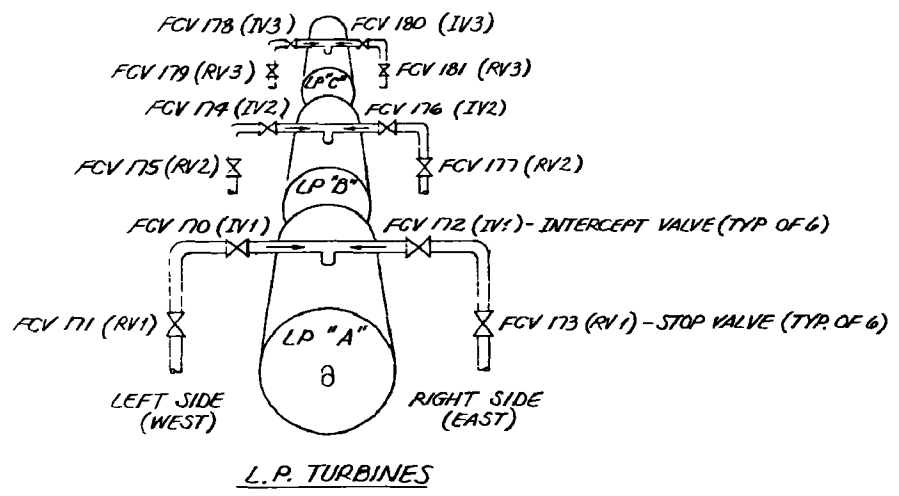 FCV 178 (IV3) FCV 180 (IV3)
FCV 179 (RV3) FCV 181 (RV3)
LP "C"
FCV 174 (IV2) FCV 176 (IV2)
FCV 175 (RV2) FCV 177 (RV2)
LP "B"
FCV 170 (IV1) FCV 172 (IV1) - INTERCEPT VALVE (TYP OF 6)
FCV 171 (RV1) FCV 173 (RV1) - STOP VALVE (TYP. OF 6)
LP "A"
LEFT SIDE RIGHT SIDE
(WEST) (EAST)
L.P. TURBINES